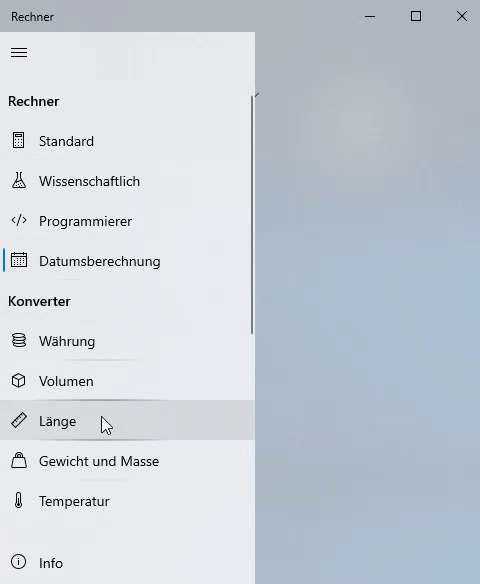 Rechner
Rechner
Standard
Wissenschaftlich
Programmierer
Datumsberechnung
Konverter
Währung
Volumen
Länge
Gewicht und Masse
Temperatur
Info